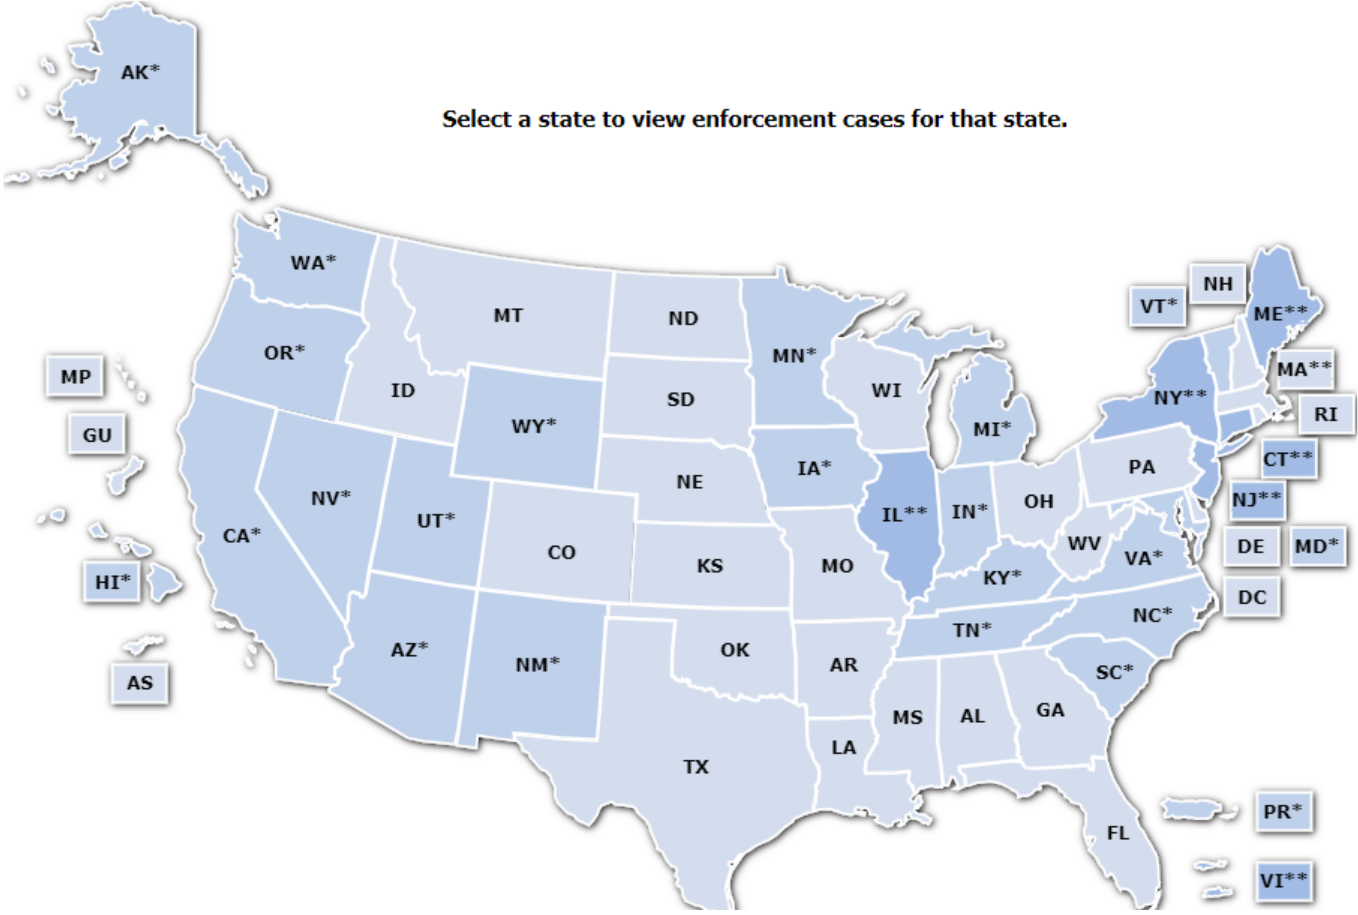 AK*
Select a state to view enforcement cases for that state.
WA*
MT
ND
MN*
WI
MI*
VT*
NH
ME**
OR*
ID
WY*
SD
NY**
MA**
RI
MP
GU
NV*
UT*
NE
IA*
IL**
IN*
OH
PA
CT**
NJ**
CA*
CO
KS
MO
KY*
WV
VA*
DE
MD*
DC
HI*
AS
AZ*
NM*
OK
AR
TN*
NC*
SC*
TX
LA
MS
AL
GA
FL
PR*
VI**